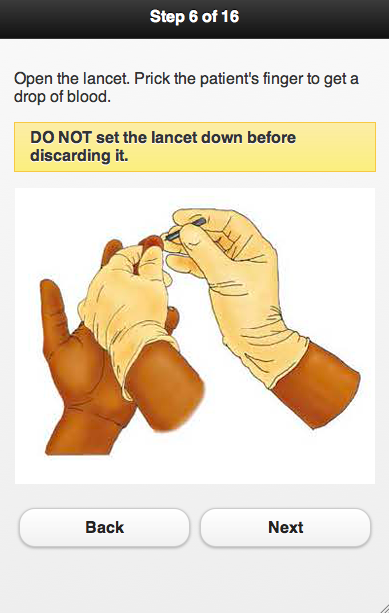 Step 6 of 16
Open the lancet. Prick the patient's finger to get a
drop of blood.
DO NOT set the lancet down before
discarding it.
Back
Next